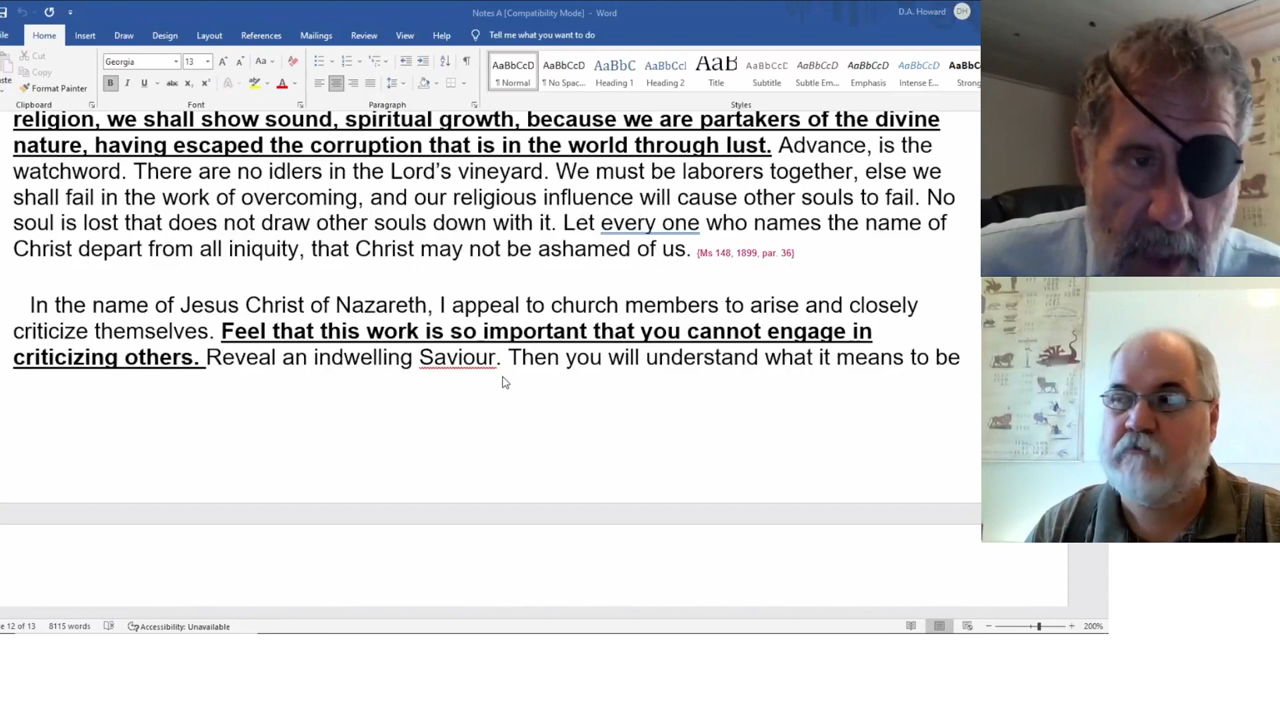 Notes A [Compatibility Mode] - Word
D.A. Howard
DH
Home Insert Draw Design Layout References Mailings Review View Help Tell me what you want to do
Cut
Copy
Format Painter
Georgia 13
Clipboard Font Paragraph Styles
AaBbCcD AaBbCcD AaBbC AaBbCcl AaB AaBbCcD AaBbCcD AaBbCcD AaBbCcD AaBbCcD
Normal No Spac... Heading 1 Heading 2 Title Subtitle Subtle Em... Emphasis Intense E... Strong
religion, we shall show sound, spiritual growth, because we are partakers of the divine
nature, having escaped the corruption that is in the world through lust. Advance, is the
watchword. There are no idlers in the Lord's vineyard. We must be laborers together, else we
shall fail in the work of overcoming, and our religious influence will cause other souls to fail. No
soul is lost that does not draw other souls down with it. Let every one who names the name of
Christ depart from all iniquity, that Christ may not be ashamed of us. {Ms 148, 1899, par. 36}
In the name of Jesus Christ of Nazareth, I appeal to church members to arise and closely
criticize themselves. Feel that this work is so important that you cannot engage in
criticizing others. Reveal an indwelling Saviour. Then you will understand what it means to be
12 of 13 8115 words Accessibility: Unavailable 200%